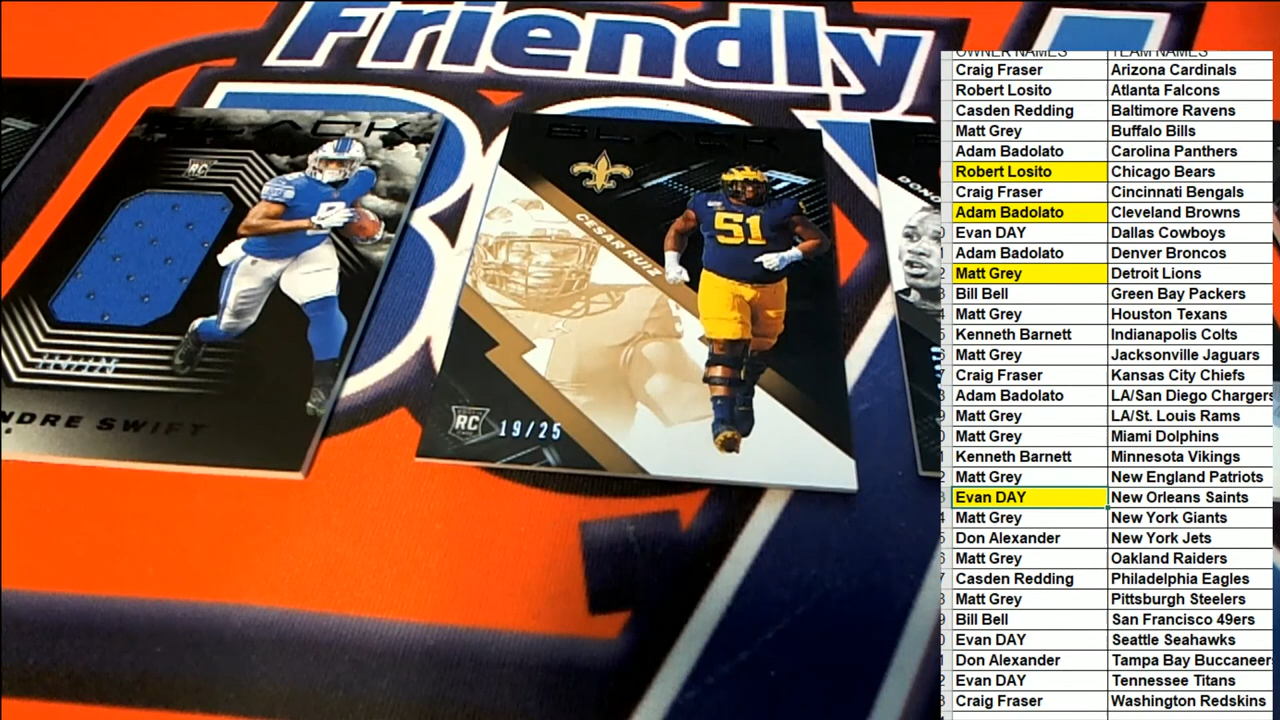 Friendly
BLACK
RC
NDRE SWIFT
BLACK
CESAR RUIZ
51
RC
19/25
DONO
OWNER NAMES TEAM NAMES
Craig Fraser Arizona Cardinals
Robert Losito Atlanta Falcons
Casden Redding Baltimore Ravens
Matt Grey Buffalo Bills
Adam Badolato Carolina Panthers
Robert Losito Chicago Bears
Craig Fraser Cincinnati Bengals
Adam Badolato Cleveland Browns
Evan DAY Dallas Cowboys
Adam Badolato Denver Broncos
Matt Grey Detroit Lions
Bill Bell Green Bay Packers
Matt Grey Houston Texans
Kenneth Barnett Indianapolis Colts
Matt Grey Jacksonville Jaguars
Craig Fraser Kansas City Chiefs
Adam Badolato LA/San Diego Chargers
Matt Grey LA/St. Louis Rams
Matt Grey Miami Dolphins
Kenneth Barnett Minnesota Vikings
Matt Grey New England Patriots
Evan DAY New Orleans Saints
Matt Grey New York Giants
Don Alexander New York Jets
Matt Grey Oakland Raiders
Casden Redding Philadelphia Eagles
Matt Grey Pittsburgh Steelers
Bill Bell San Francisco 49ers
Evan DAY Seattle Seahawks
Don Alexander Tampa Bay Buccaneer
Evan DAY Tennessee Titans
Craig Fraser Washington Redskins